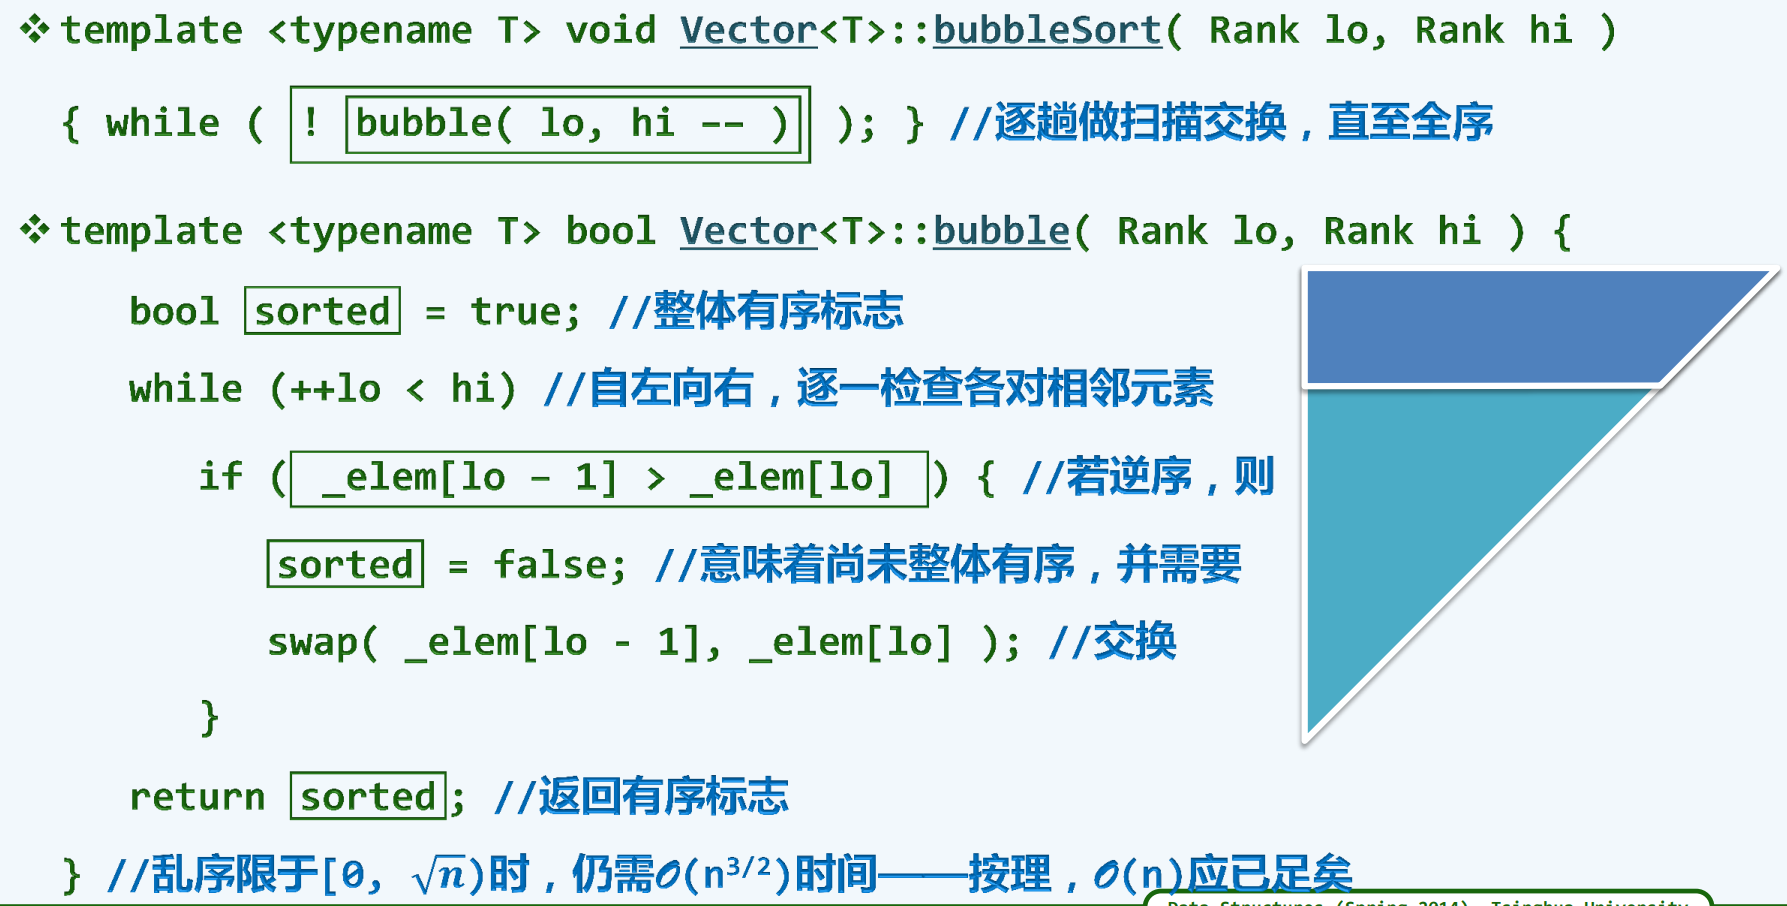 ❖ template <typename T> void Vector<T>::bubbleSort( Rank lo, Rank hi )
{ while ( ! bubble( lo, hi -- ) ); } //逐趟做扫描交换，直至全序
❖ template <typename T> bool Vector<T>::bubble( Rank lo, Rank hi ) {
bool sorted = true; //整体有序标志
while (++lo < hi) //自左向右，逐一检查各对相邻元素
if ( _elem[lo – 1] > _elem[lo] ) { //若逆序，则
sorted = false; //意味着尚未整体有序，并需要
swap( _elem[lo - 1], _elem[lo] ); //交换
}
return sorted; //返回有序标志
} //乱序限于[0, √n)时，仍需𝒪(n³/²)时间——按理，𝒪(n)应已足矣
Data Structures (Spring 2014), Tsinghua University